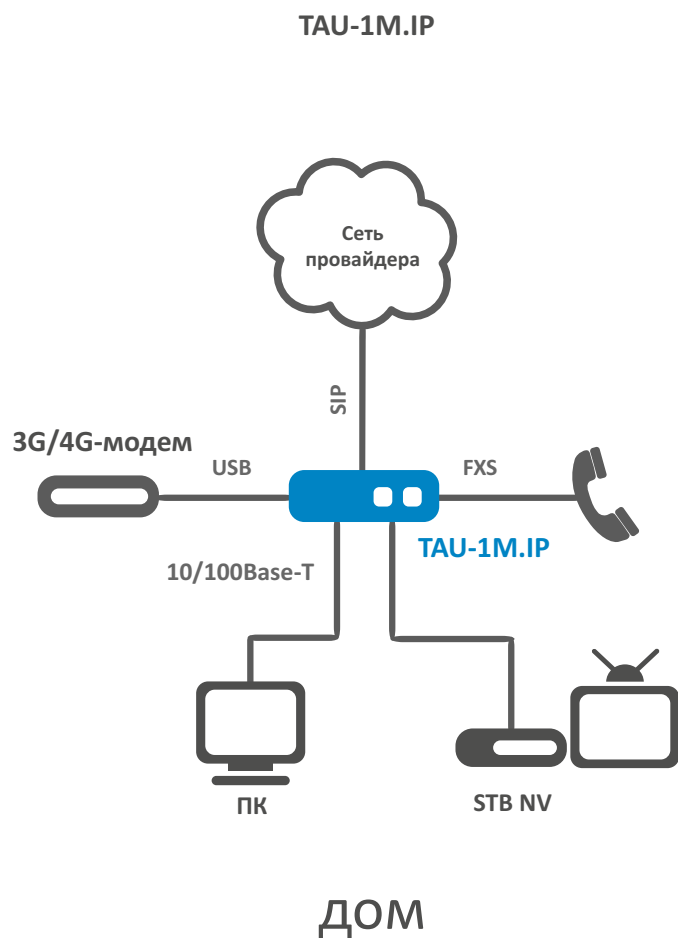 TAU-1M.IP
Сеть
провайдера
SIP
3G/4G-модем
USB
FXS
TAU-1M.IP
10/100Base-T
ПК
STB NV
ДОМ